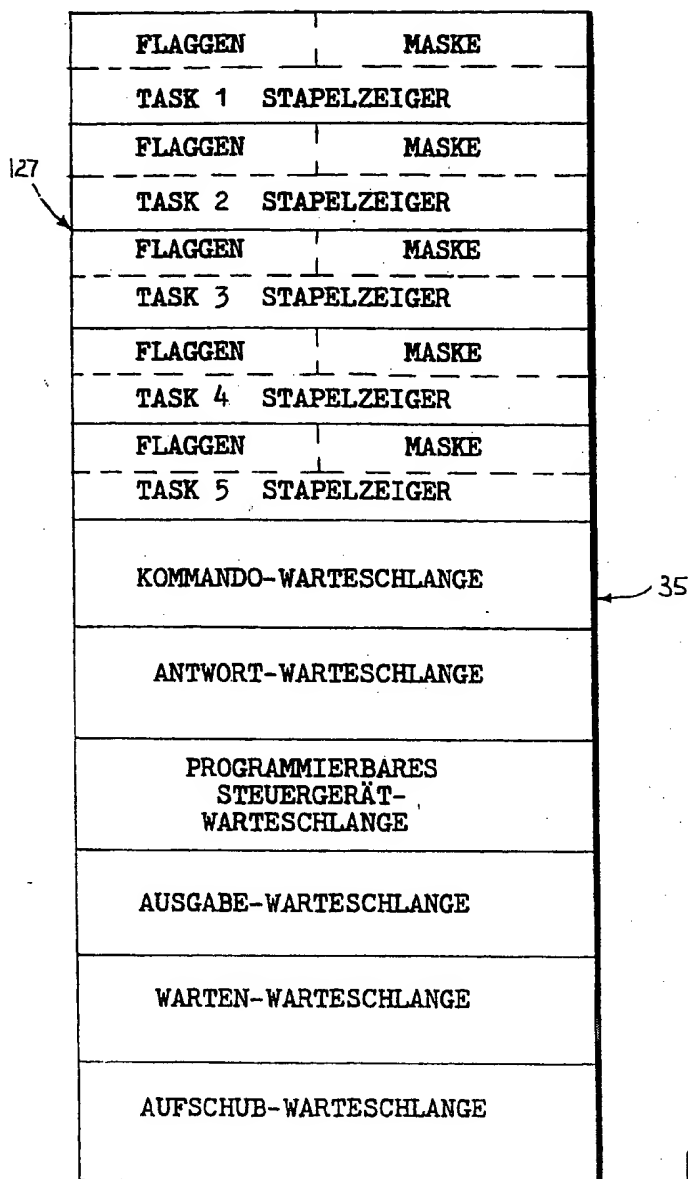 FLAGGEN MASKE
TASK 1 STAPELZEIGER
FLAGGEN MASKE
127
TASK 2 STAPELZEIGER
FLAGGEN MASKE
TASK 3 STAPELZEIGER
FLAGGEN MASKE
TASK 4 STAPELZEIGER
FLAGGEN MASKE
TASK 5 STAPELZEIGER
KOMMANDO-WARTESCHLANGE
35
ANTWORT-WARTESCHLANGE
PROGRAMMIERBARES
STEUERGERÄT-
WARTESCHLANGE
AUSGABE-WARTESCHLANGE
WARTEN-WARTESCHLANGE
AUFSCHUB-WARTESCHLANGE